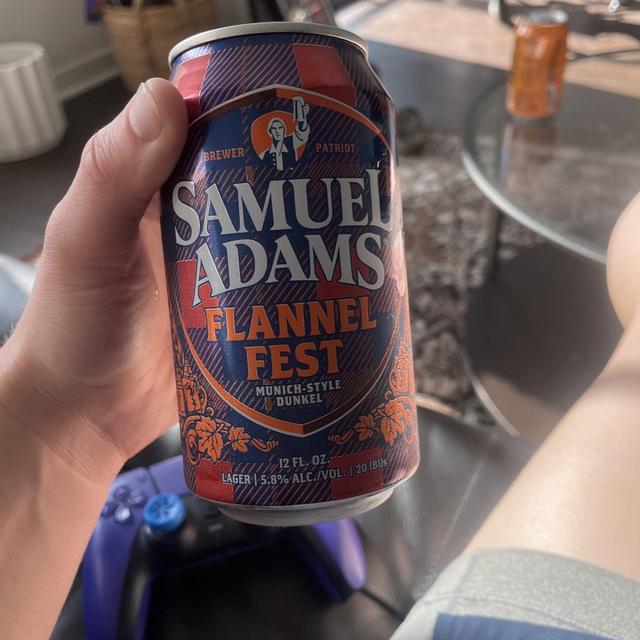 BREWER PATRIOT
SAMUEL
ADAMS
FLANNEL
FEST
MUNICH-STYLE
DUNKEL
12 FL. OZ.
LAGER | 5.8% ALC./VOL. | 20 IBUs